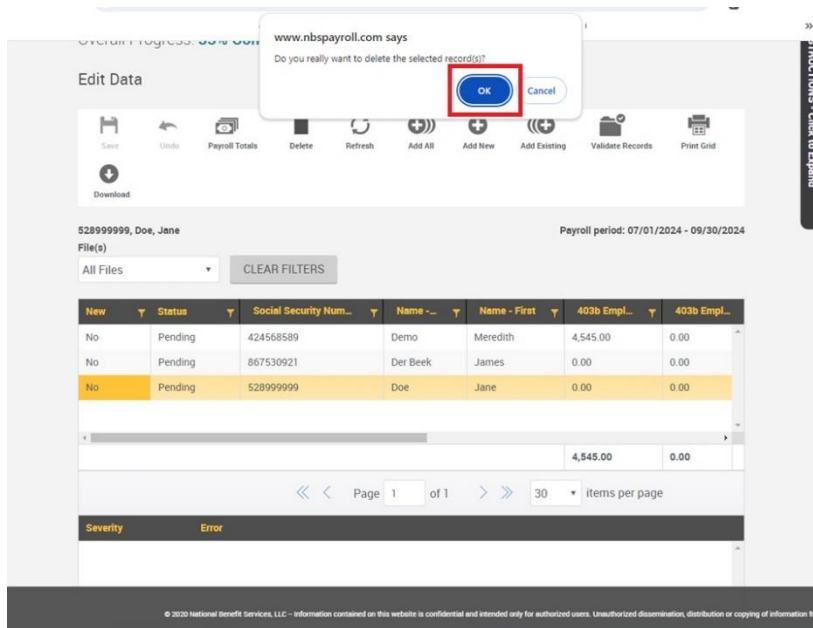 www.nbspayroll.com says
Do you really want to delete the selected record(s)?
OK Cancel
Overall Progress:
Edit Data
Save Undo Payroll Totals Delete Refresh Add All Add New Add Existing Validate Records Print Grid
Download
528999999, Doe, Jane Payroll period: 07/01/2024 - 09/30/2024
File(s)
All Files CLEAR FILTERS
New Status Social Security Num... Name -... Name - First 403b Empl... 403b Empl...
No Pending 424568589 Demo Meredith 4,545.00 0.00
No Pending 867530921 Der Beek James 0.00 0.00
No Pending 528999999 Doe Jane 0.00 0.00
4,545.00 0.00
Page 1 of 1 30 items per page
Severity Error
© 2020 National Benefit Services, LLC – Information contained on this website is confidential and intended only for authorized users. Unauthorized dissemination, distribution or copying of information
- Click to Expand